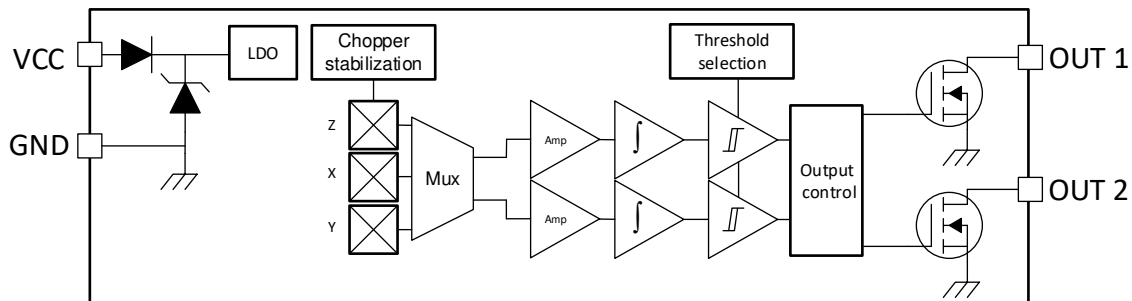 VCC
GND
LDO
Chopper
stabilization
Z
X
Y
Mux
Amp
∫
Amp
∫
Threshold
selection
Output
control
OUT 1
OUT 2